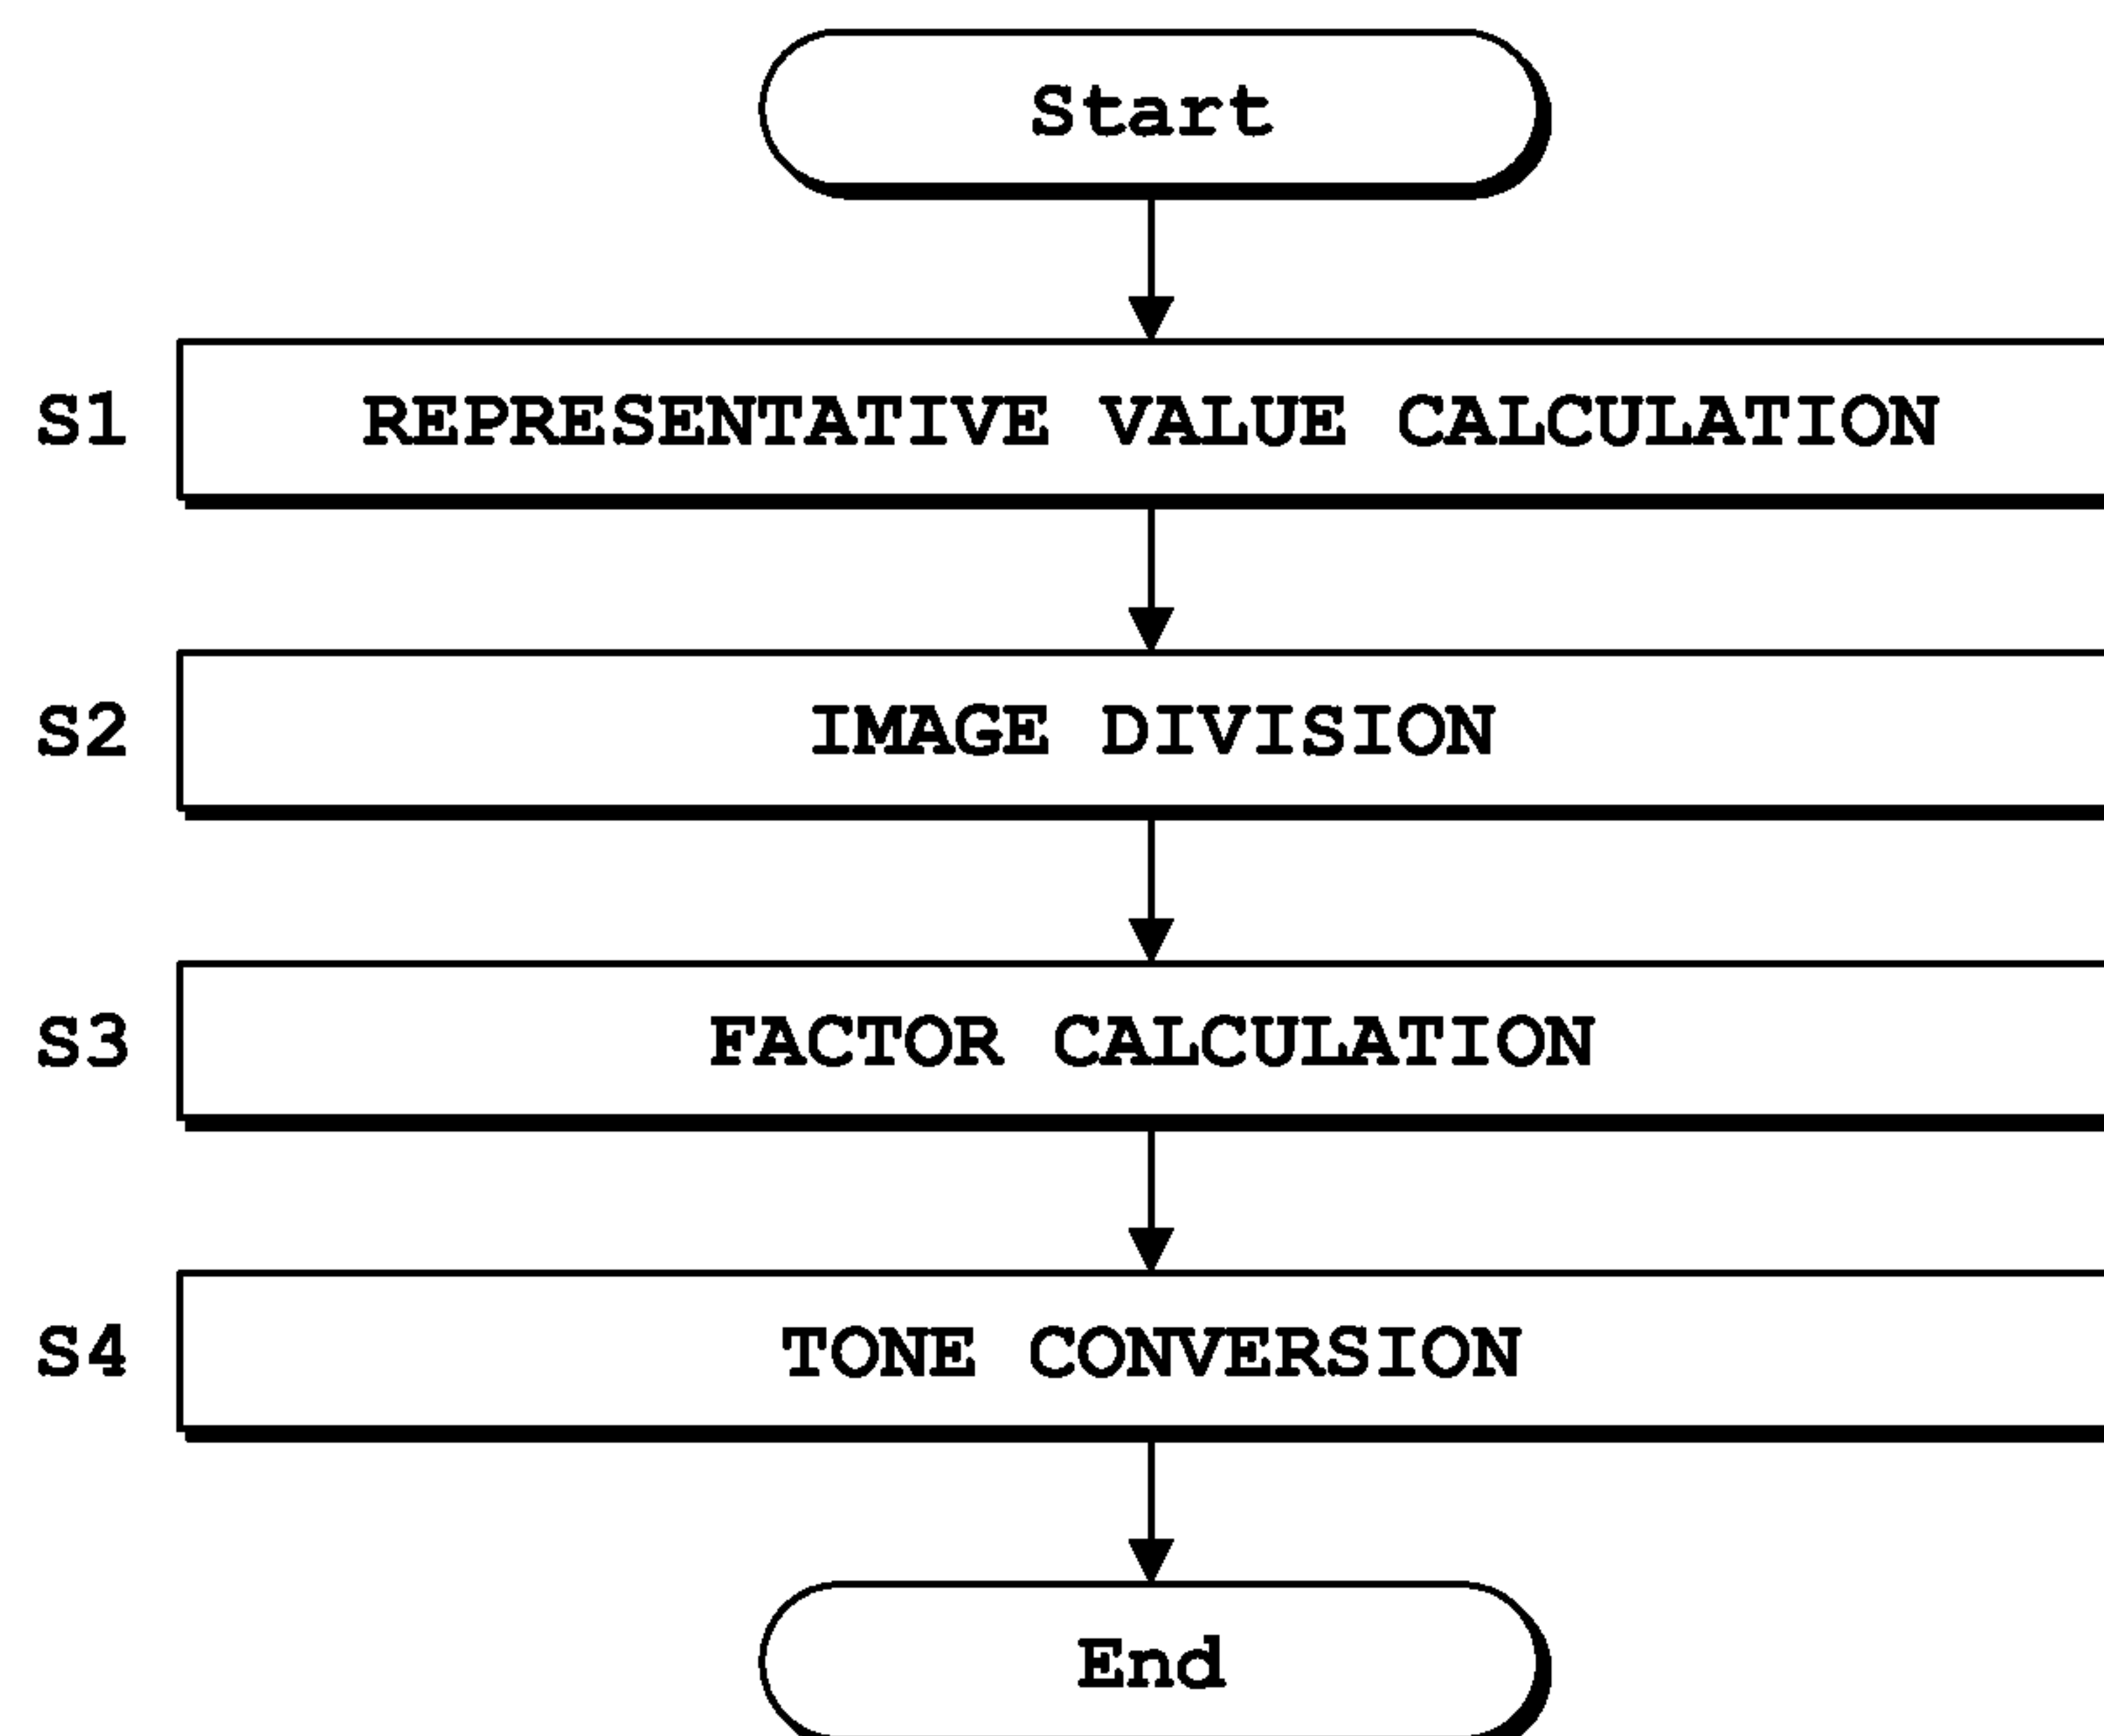 Start
S1 REPRESENTATIVE VALUE CALCULATION
S2 IMAGE DIVISION
S3 FACTOR CALCULATION
S4 TONE CONVERSION
End